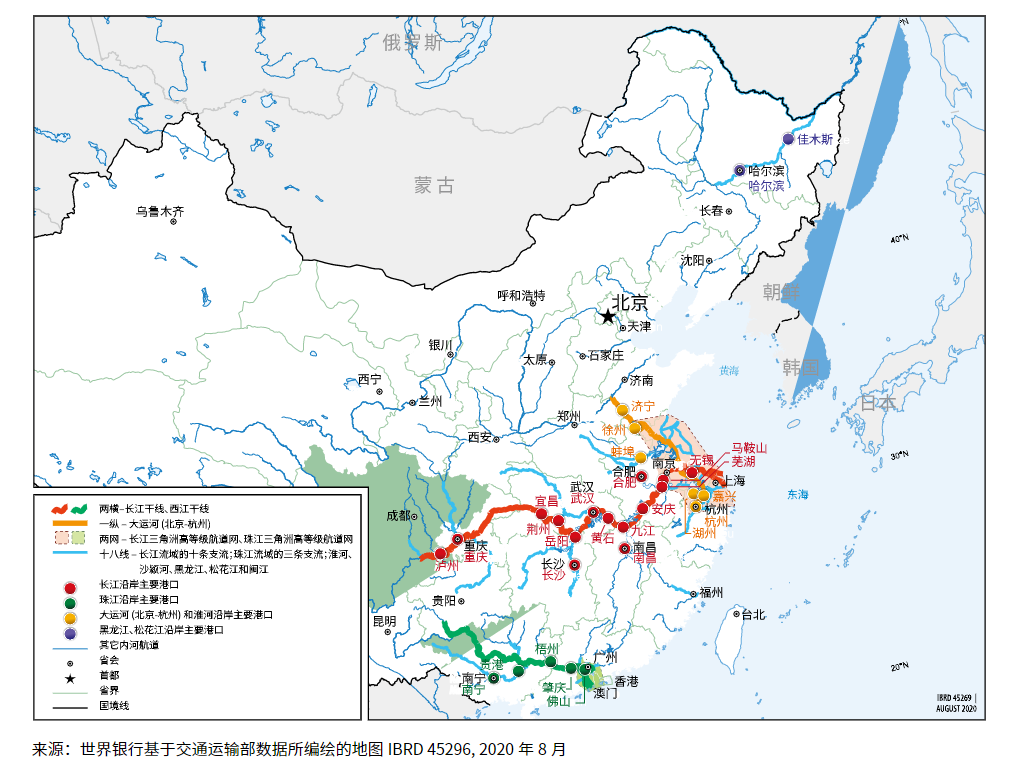 °N
俄罗斯
佳木斯
哈尔滨
哈尔滨
蒙古
乌鲁木齐
长春
40°N
沈阳
朝鲜
呼和浩特
北京
天津
银川
太原
石家庄
韩国
黄海
西宁
济南
兰州
济宁
日本
郑州
徐州
西安
蚌埠
马鞍山
30°N
南京
无锡
芜湖
合肥
合肥
上海
武汉
武汉
嘉兴
东海
宜昌
安庆
杭州
杭州
成都
荆州
黄石
九江
湖州
岳阳
重庆
重庆
南昌
南昌
泸州
长沙
长沙
福州
贵阳
台北
昆明
梧州
广州
贵港
20°N
南宁
南宁
肇庆
香港
佛山
澳门
两横–长江干线、西江干线
一纵 – 大运河 (北京-杭州)
两网 – 长江三角洲高等级航道网、珠江三角洲高等级航道网
十八线 – 长江流域的十条支流;珠江流域的三条支流;淮河、
沙颍河、黑龙江、松花江和闽江
长江沿岸主要港口
珠江沿岸主要港口
大运河 (北京-杭州) 和淮河沿岸主要港口
黑龙江、松花江沿岸主要港口
其它内河航道
省会
首都
省界
国境线
IBRD 45269 |
AUGUST 2020
来源：世界银行基于交通运输部数据所编绘的地图 IBRD 45296, 2020 年 8 月